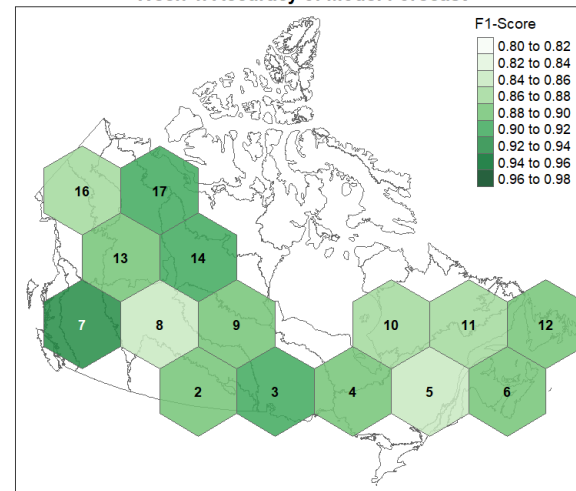 F1-Score
0.80 to 0.82
0.82 to 0.84
0.84 to 0.86
0.86 to 0.88
0.88 to 0.90
0.90 to 0.92
0.92 to 0.94
0.94 to 0.96
0.96 to 0.98
16
17
13
14
7
8
9
10
11
12
2
3
4
5
6